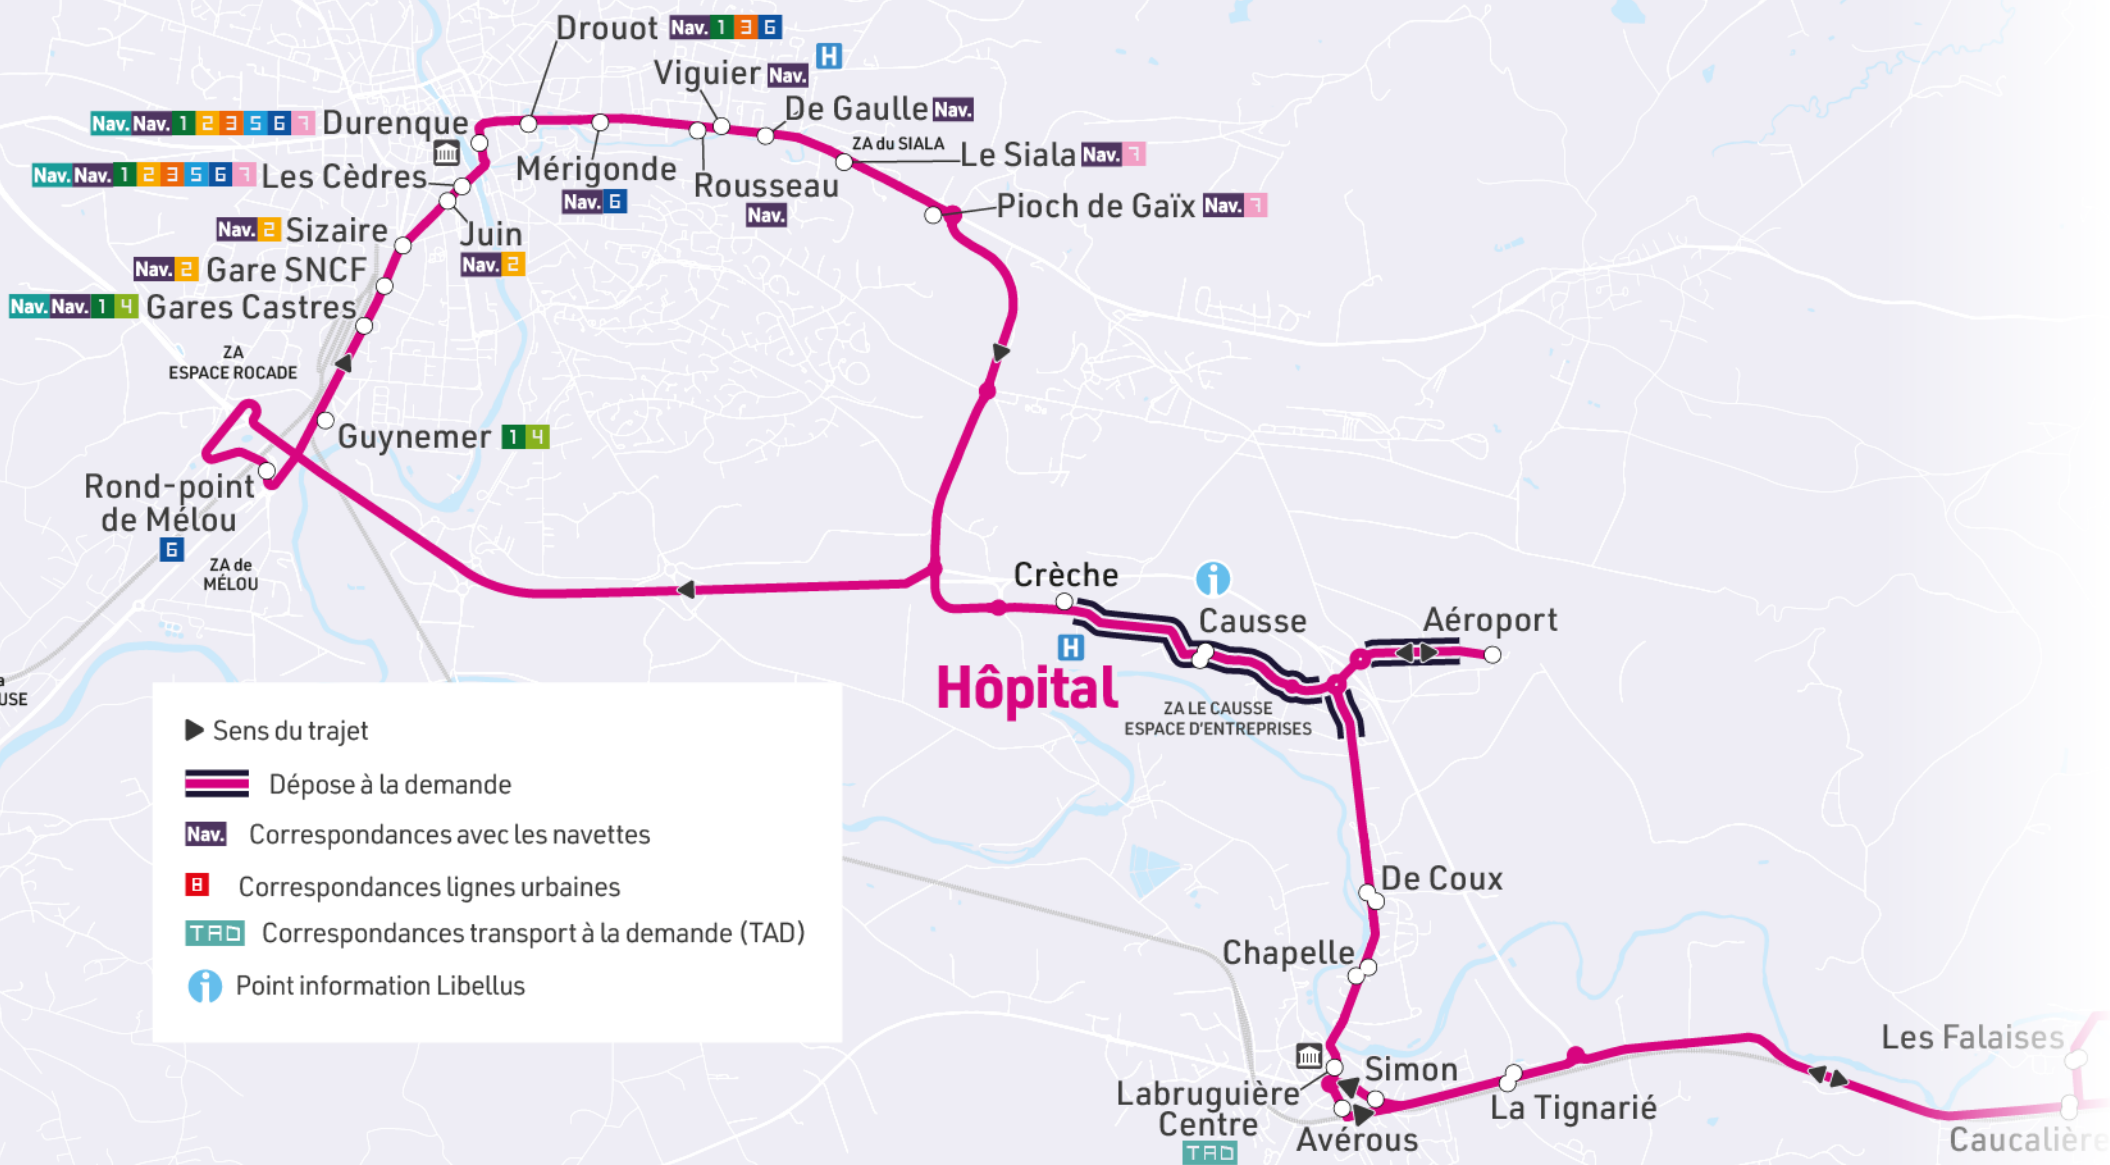 Drouot Nav. 1 3 6
H
Viguier Nav.
De Gaulle Nav.
Nav. Nav. 1 2 3 5 6 7 Durenque
ZA du SIALA
Le Siala Nav. 7
Nav. Nav. 1 2 3 5 6 7 Les Cèdres
Mérigonde
Nav. 6
Rousseau
Nav.
Pioch de Gaïx Nav. 7
Nav. 2 Sizaire
Juin
Nav. 2
Nav. 2 Gare SNCF
Nav. Nav. 1 4 Gares Castres
ZA
ESPACE ROCADE
Guynemer 1 4
Rond-point
de Mélou
6
ZA de
MÉLOU
Crèche
i
Causse
Aéroport
H
Hôpital
ZA LE CAUSSE
ESPACE D'ENTREPRISES
a
USE
Sens du trajet
Dépose à la demande
Nav. Correspondances avec les navettes
8 Correspondances lignes urbaines
TAD Correspondances transport à la demande (TAD)
i Point information Libellus
De Coux
Chapelle
Les Falaises
Simon
Labruguière
Centre
TAD
La Tignarié
Avérous
Caucalière